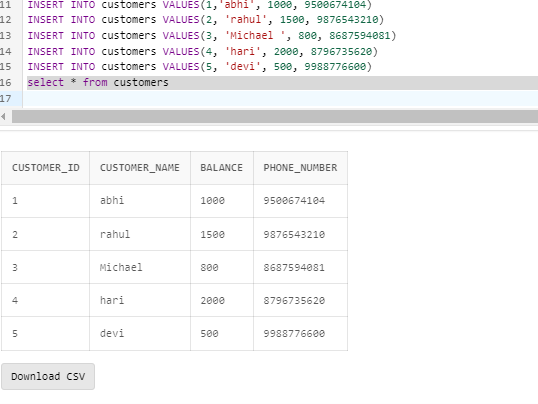 11 INSERT INTO customers VALUES(1,'abhi', 1000, 9500674104)
12 INSERT INTO customers VALUES(2, 'rahul', 1500, 9876543210)
13 INSERT INTO customers VALUES(3, 'Michael ', 800, 8687594081)
14 INSERT INTO customers VALUES(4, 'hari', 2000, 8796735620)
15 INSERT INTO customers VALUES(5, 'devi', 500, 9988776600)
16 select * from customers
17
CUSTOMER_ID CUSTOMER_NAME BALANCE PHONE_NUMBER
1 abhi 1000 9500674104
2 rahul 1500 9876543210
3 Michael 800 8687594081
4 hari 2000 8796735620
5 devi 500 9988776600
Download CSV